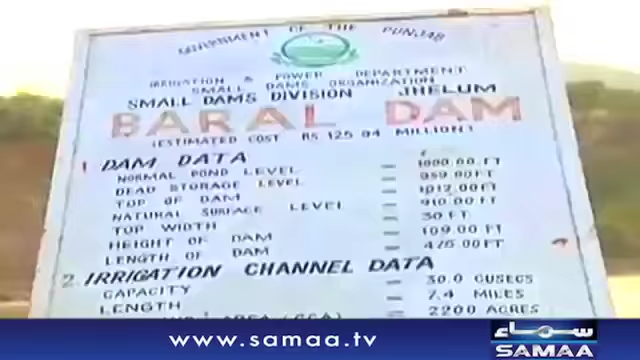 GOVERNMENT OF THE PUNJAB
IRRIGATION & POWER DEPARTMENT
SMALL DAMS ORGANIZATION
SMALL DAMS DIVISION JHELUM
BARAL DAM
(ESTIMATED COST RS 125.04 MILLION)
1. DAM DATA
NORMAL POND LEVEL = 1000.00 FT
DEAD STORAGE LEVEL = 959.00 FT
TOP OF DAM = 1012.00 FT
NATURAL SURFACE LEVEL = 910.00 FT
TOP WIDTH = 30 FT
HEIGHT OF DAM = 109.00 FT
LENGTH OF DAM = 475.00 FT
2. IRRIGATION CHANNEL DATA
CAPACITY = 30.0 CUSECS
LENGTH = 7.4 MILES
AREA (CCA) = 2200 ACRES
www.samaa.tv
سماء
SAMAA